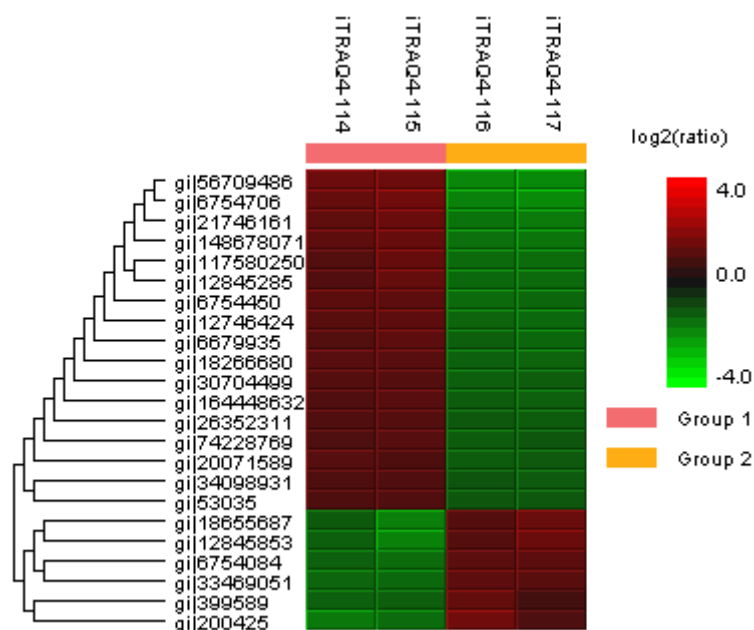 iTRAQ4-114
iTRAQ4-115
iTRAQ4-116
iTRAQ4-117
log2(ratio)
4.0
0.0
-4.0
Group 1
Group 2
gi|56709486
gi|6754706
gi|21746161
gi|148678071
gi|117580250
gi|12845285
gi|6754450
gi|12746424
gi|6679935
gi|18266680
gi|30704499
gi|164448632
gi|26352311
gi|74228769
gi|20071589
gi|34098931
gi|53035
gi|18655687
gi|12845853
gi|6754084
gi|33469051
gi|399589
gi|200425